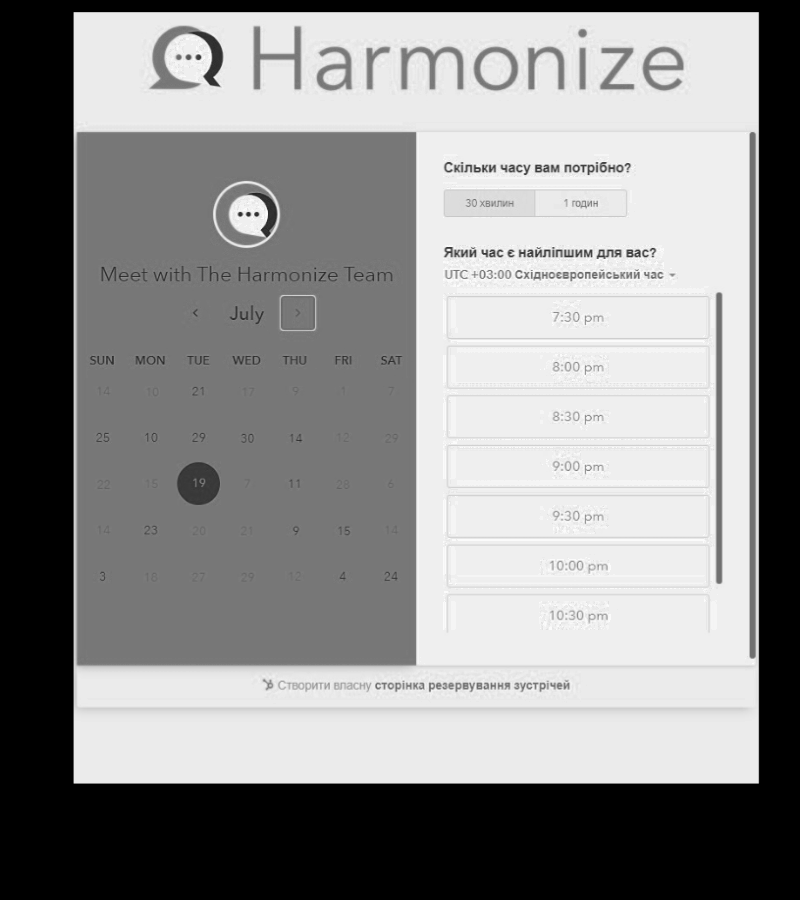 Harmonize
Meet with The Harmonize Team
July
SUN MON TUE WED THU FRI SAT
14 10 21 17 9 1 7
25 10 29 30 14 12 29
22 15 19 7 11 28 6
14 23 20 21 9 15 14
3 18 27 29 12 4 24
Скільки часу вам потрібно?
30 хвилин 1 годин
Який час є найліпшим для вас?
UTC +03:00 Східноєвропейський час
7:30 pm
8:00 pm
8:30 pm
9:00 pm
9:30 pm
10:00 pm
10:30 pm
Створити власну сторінка резервування зустрічей